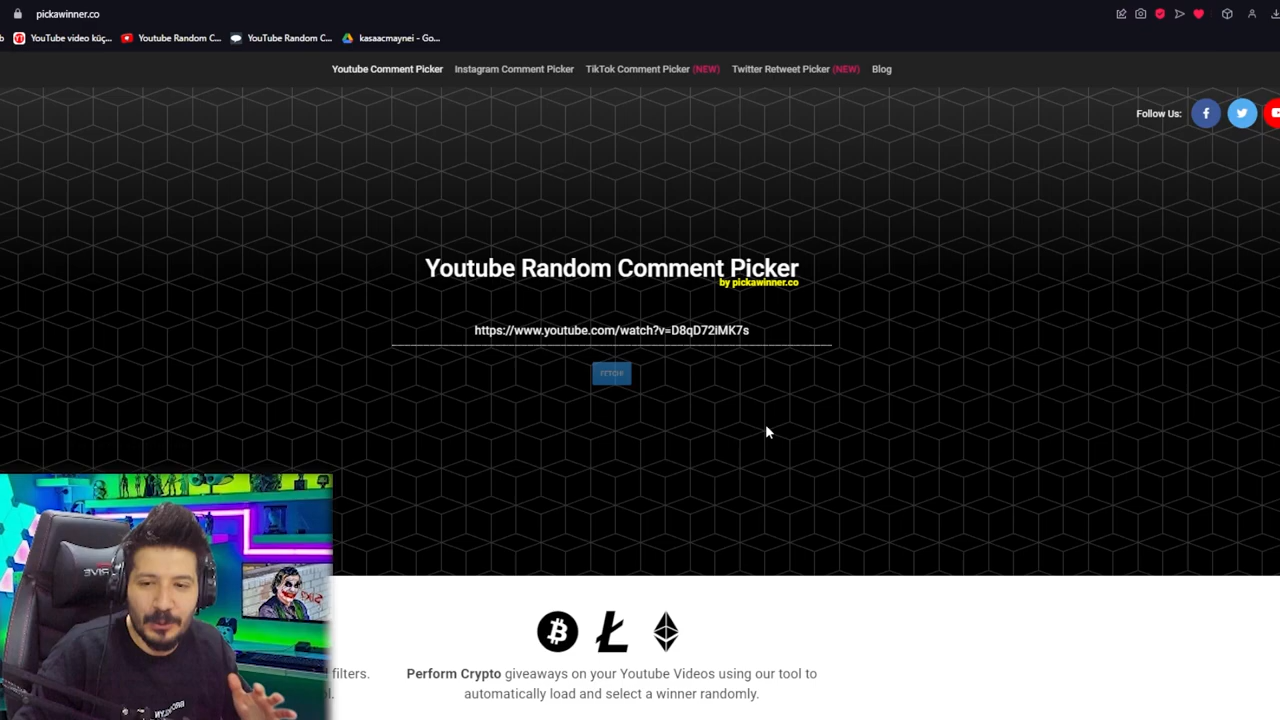 pickawinner.co
b YouTube video küç... Youtube Random C... YouTube Random C... kasaacmaynei - Go...
Youtube Comment Picker Instagram Comment Picker TikTok Comment Picker (NEW) Twitter Retweet Picker (NEW) Blog
Follow Us:
Youtube Random Comment Picker
by pickawinner.co
https://www.youtube.com/watch?v=D8qD72iMK7s
filters.
Perform Crypto giveaways on your Youtube Videos using our tool to
automatically load and select a winner randomly.